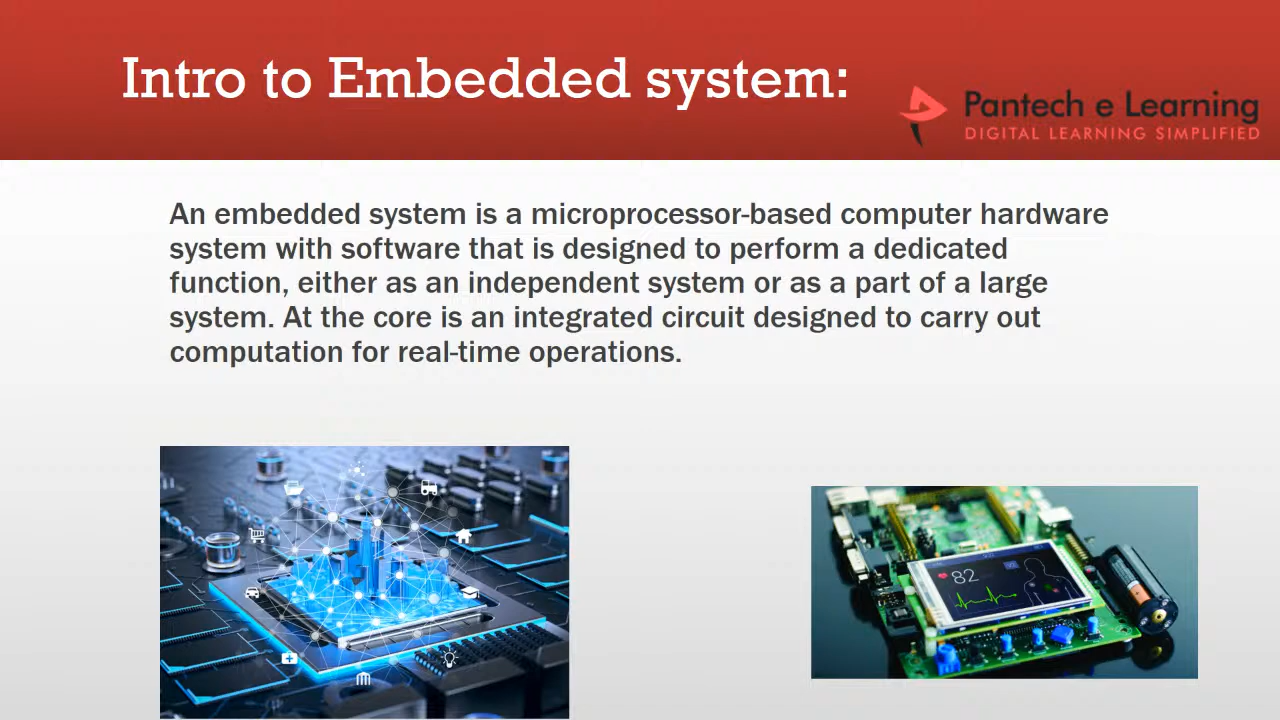 Intro to Embedded system:
Pantech e Learning
DIGITAL LEARNING SIMPLIFIED
An embedded system is a microprocessor-based computer hardware
system with software that is designed to perform a dedicated
function, either as an independent system or as a part of a large
system. At the core is an integrated circuit designed to carry out
computation for real-time operations.
82